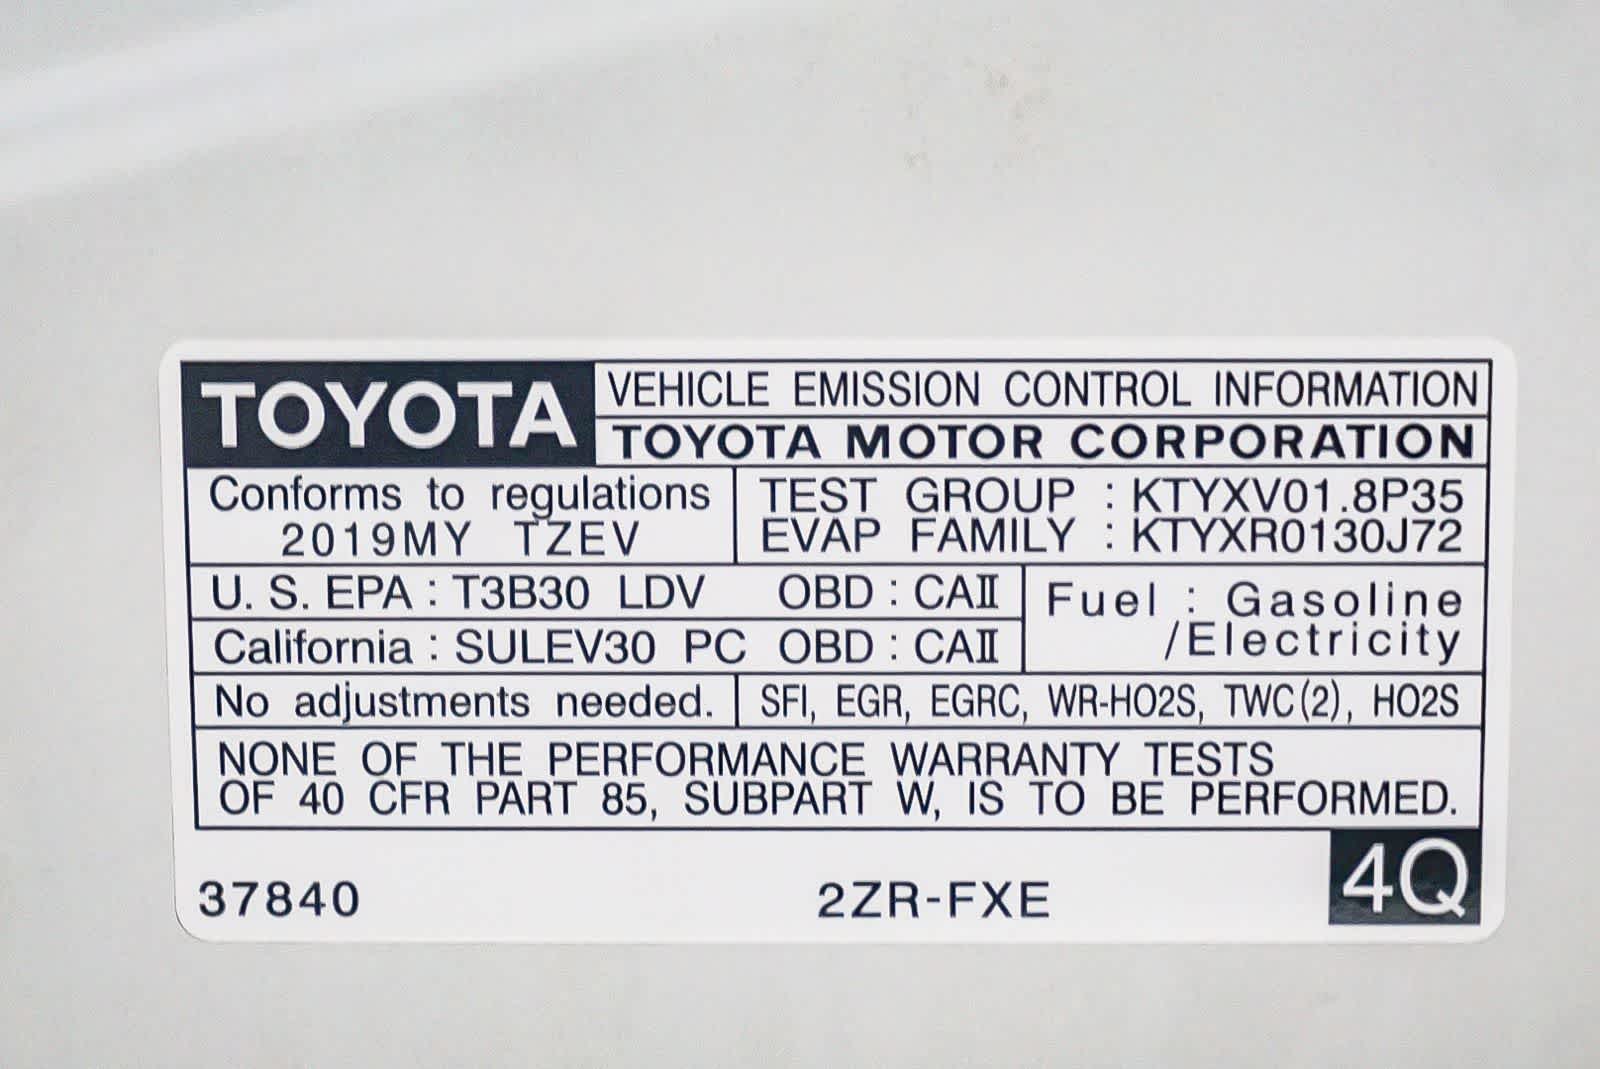 TOYOTA
VEHICLE EMISSION CONTROL INFORMATION
TOYOTA MOTOR CORPORATION
Conforms to regulations
2019MY TZEV
TEST GROUP : KTYXV01.8P35
EVAP FAMILY : KTYXR0130J72
U. S. EPA : T3B30 LDV OBD : CAII
California : SULEV30 PC OBD : CAII
Fuel : Gasoline
/Electricity
No adjustments needed.
SFI, EGR, EGRC, WR-HO2S, TWC(2), HO2S
NONE OF THE PERFORMANCE WARRANTY TESTS
OF 40 CFR PART 85, SUBPART W, IS TO BE PERFORMED.
37840
2ZR-FXE
4Q